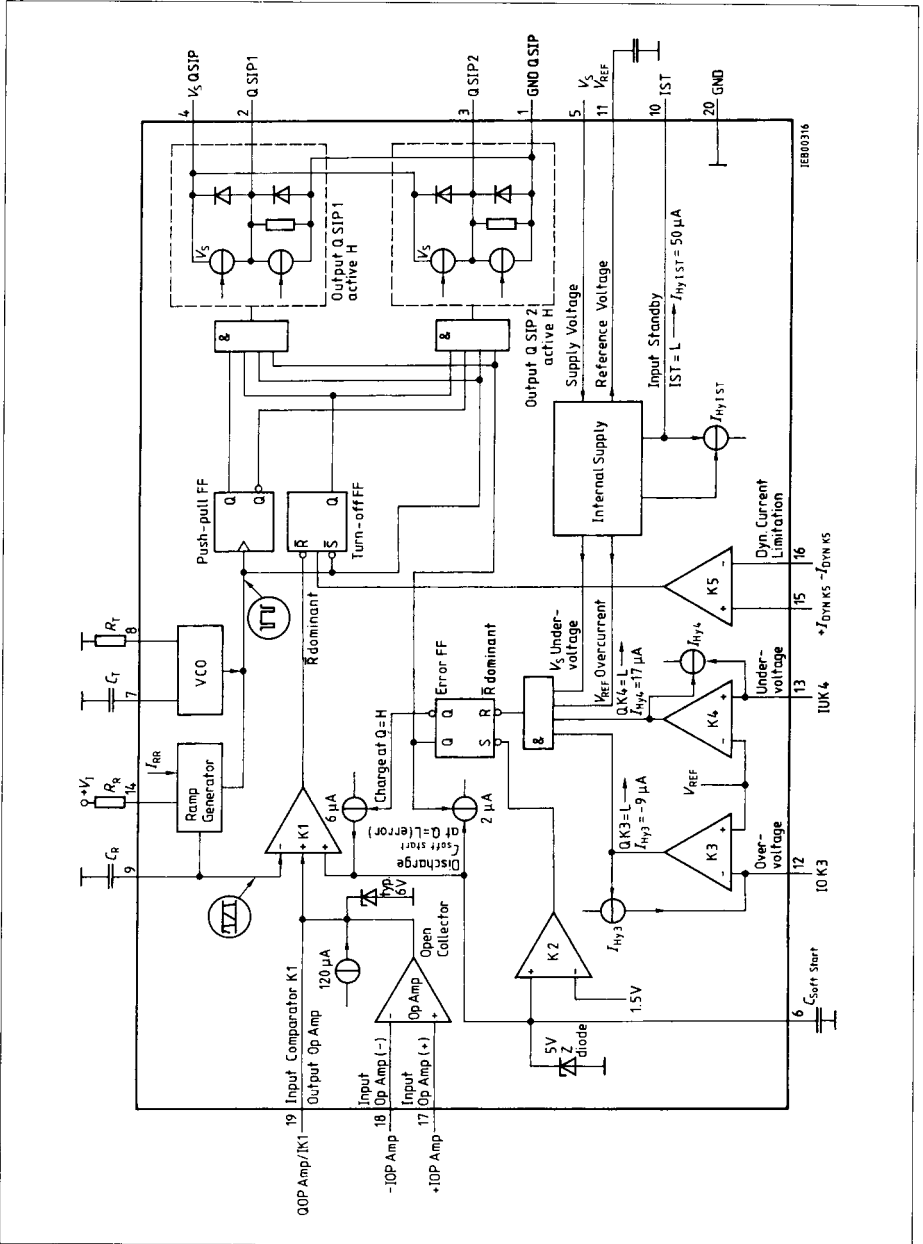 4 VS QSIP
2 Q SIP1
3 QSIP2
1 GND QSIP
5 VS
11 VREF
10 IST
20 GND
IEB00316
VS
Output Q SIP1
active H
VS
Output Q SIP 2
active H
&
&
Supply Voltage
Reference Voltage
Input Standby
IST = L → IHy IST = 50 µA
IHy IST
Internal Supply
Push-pull FF
Q
Q
R
S
Q
Turn-off FF
R dominant
RT
8
CT
7
VCO
+VI
RR
14
IRR
Ramp
Generator
CR
9
K1
-
+
+
6 µA
Charge at Q=H
Discharge
Csoft start
at Q=L (error)
2 µA
Error FF
Q
Q
S
R
R dominant
&
VS Under-
voltage
VREF Overcurrent
QK4=L →
IHy4=17 µA
IHy4
QK3=L →
IHy3=-9 µA
IHy3
K5
+
-
Dyn. Current
Limitation
16
15
+IDYN K5
-IDYN K5
K4
-
+
Under-
voltage
13
IUK4
VREF
K3
-
+
Over-
voltage
12
IOK3
K2
+
-
1.5V
5V
Z
diode
6
CSoft Start
typ.
6V
120 µA
Open
Collector
Op Amp
-
+
19 Input Comparator K1
Output Op Amp
QOP Amp/IK1
18
Input
Op Amp (-)
-IOP Amp
17
Input
Op Amp (+)
+IOP Amp